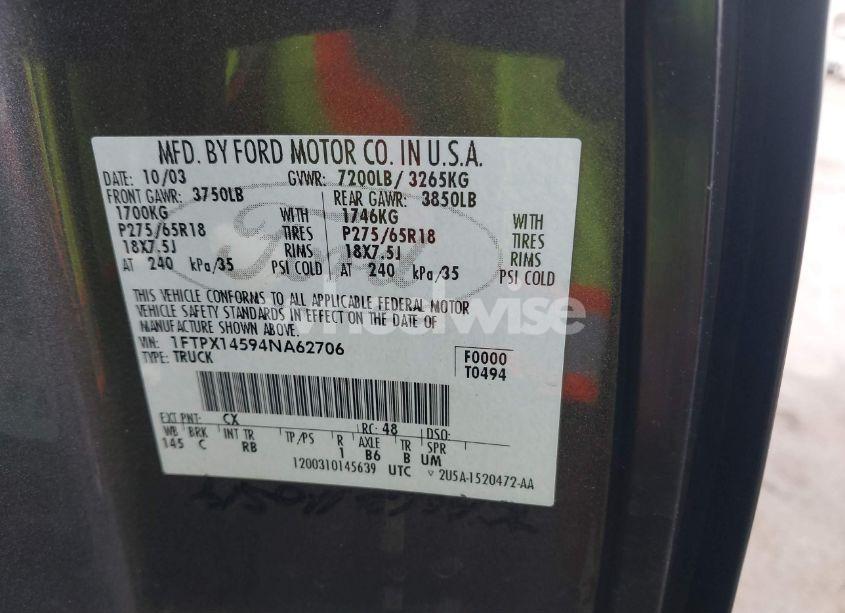 MFD. BY FORD MOTOR CO. IN U.S.A.
DATE: 10/03 GVWR: 7200LB/ 3265KG
FRONT GAWR: 3750LB REAR GAWR: 3850LB
1700KG WITH 1746KG WITH
P275/65R18 TIRES P275/65R18 TIRES
18X7.5J RIMS 18X7.5J RIMS
AT 240 kPa/35 PSI COLD AT 240 kPa/35 PSI COLD
Ford
THIS VEHICLE CONFORMS TO ALL APPLICABLE FEDERAL MOTOR
VEHICLE SAFETY STANDARDS IN EFFECT ON THE DATE OF
MANUFACTURE SHOWN ABOVE.
wheelwise
VIN: 1FTPX14594NA62706 F0000
TYPE: TRUCK T0494
EXT PNT: CX RC: 48 DSO:
WB BRK INT TR TP/PS R AXLE TR SPR
145 C RB 1 B6 B UM
1200310145639 UTC ▽ 2U5A-1520472-AA